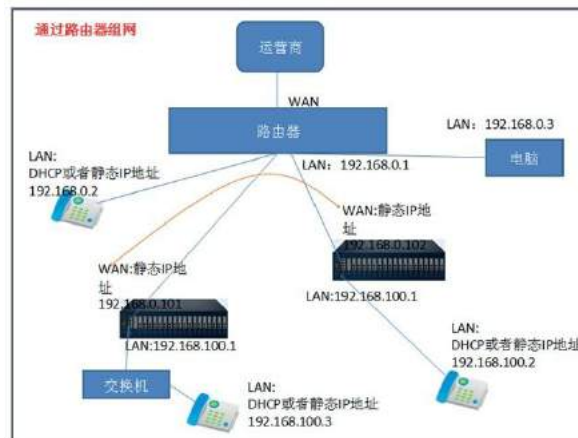 通过路由器组网
运营商
WAN
路由器
LAN：192.168.0.3
电脑
LAN：192.168.0.1
LAN:
DHCP或者静态IP地址
192.168.0.2
WAN:静态IP地
址
192.168.0.102
LAN:192.168.100.1
WAN:静态IP地
址
192.168.0.101
LAN:192.168.100.1
LAN:
DHCP或者静态IP地址
192.168.100.2
交换机
LAN:
DHCP或者静态IP地址
192.168.100.3